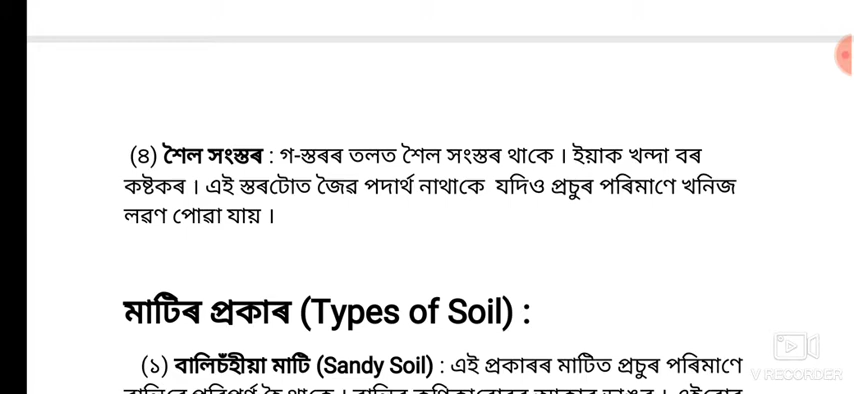 (৪) শৈল সংস্তৰ : গ-স্তৰৰ তলত শৈল সংস্তৰ থাকে । ইয়াক খন্দা বৰ
কষ্টকৰ । এই স্তৰটোত জৈৱ পদাৰ্থ নাথাকে যদিও প্ৰচুৰ পৰিমাণে খনিজ
লৱণ পোৱা যায় ।
মাটিৰ প্ৰকাৰ (Types of Soil) :
(১) বালিচঁহীয়া মাটি (Sandy Soil) : এই প্ৰকাৰৰ মাটিত প্ৰচুৰ পৰিমাণে
V RECORDER